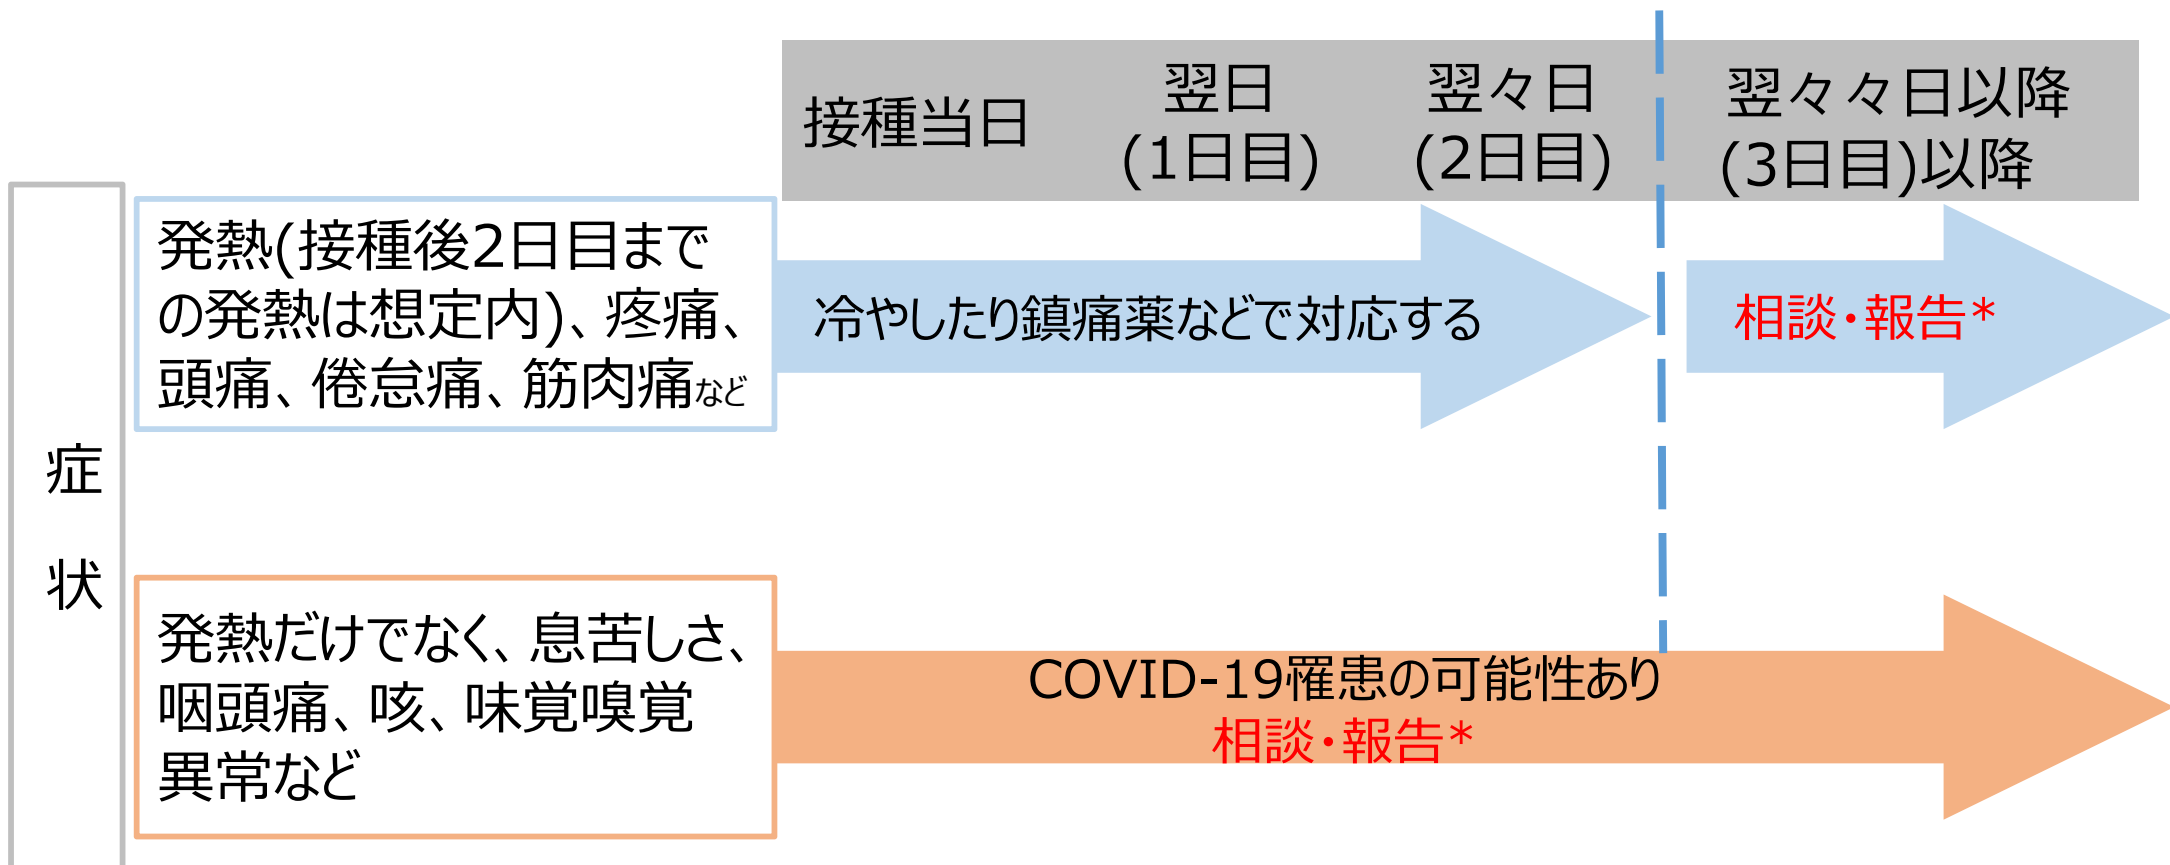 接種当日
翌日
(1日目)
翌々日
(2日目)
翌々々日以降
(3日目)以降
症
状
発熱(接種後2日目まで
の発熱は想定内)、疼痛、
頭痛、倦怠痛、筋肉痛など
冷やしたり鎮痛薬などで対応する
相談・報告*
発熱だけでなく、息苦しさ、
咽頭痛、咳、味覚嗅覚
異常など
COVID-19罹患の可能性あり
相談・報告*